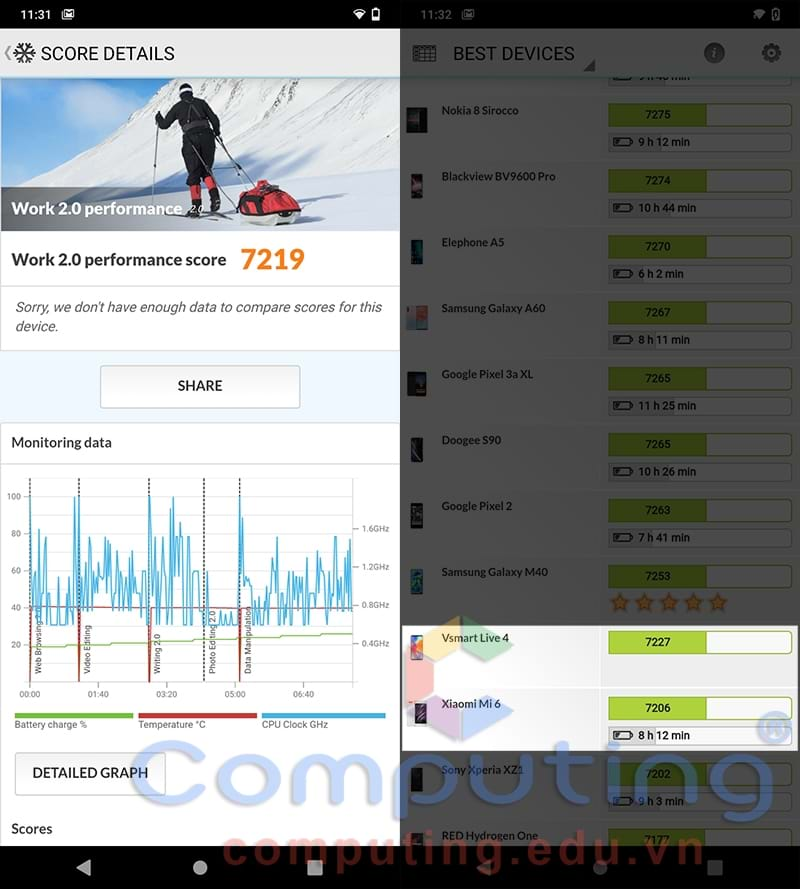 11:31
SCORE DETAILS
Work 2.0 performance 2.0
Work 2.0 performance score 7219
Sorry, we don't have enough data to compare scores for this
device.
SHARE
Monitoring data
100
80
60
40
20
1.6GHz
1.2GHz
0.8GHz
0.4GHz
Web Browsing 2.0
Video Editing
Writing 2.0
Photo Editing 2.0
Data Manipulation
00:00 01:40 03:20 05:00 06:40
Battery charge % Temperature °C CPU Clock GHz
DETAILED GRAPH
Scores
11:32
BEST DEVICES
Nokia 8 Sirocco 7275
9 h 12 min
Blackview BV9600 Pro 7274
10 h 44 min
Elephone A5 7270
6 h 2 min
Samsung Galaxy A60 7267
8 h 11 min
Google Pixel 3a XL 7265
11 h 25 min
Doogee S90 7265
10 h 26 min
Google Pixel 2 7263
7 h 41 min
Samsung Galaxy M40 7253
Vsmart Live 4 7227
Xiaomi Mi 6 7206
8 h 12 min
Sony Xperia XZ1 7202
9 h 3 min
RED Hydrogen One 7177
Computing ®
computing.edu.vn